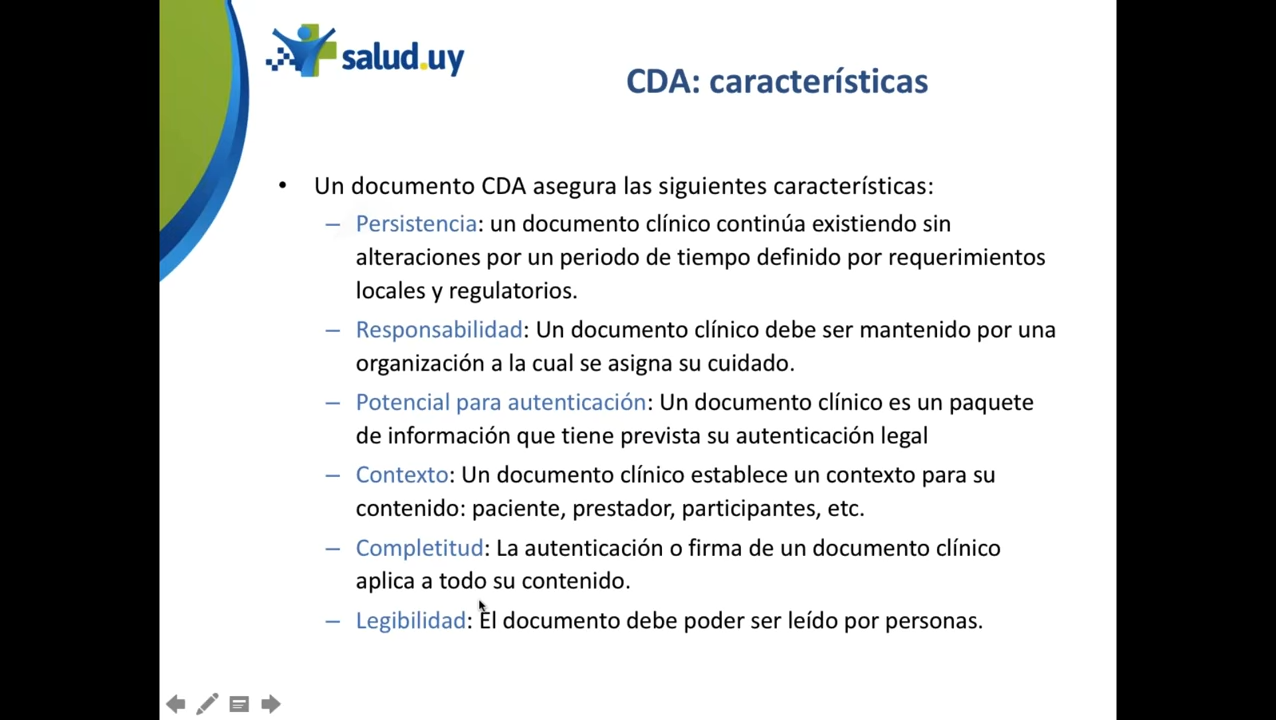 salud.uy
CDA: características
• Un documento CDA asegura las siguientes características:
– Persistencia: un documento clínico continúa existiendo sin
alteraciones por un periodo de tiempo definido por requerimientos
locales y regulatorios.
– Responsabilidad: Un documento clínico debe ser mantenido por una
organización a la cual se asigna su cuidado.
– Potencial para autenticación: Un documento clínico es un paquete
de información que tiene prevista su autenticación legal
– Contexto: Un documento clínico establece un contexto para su
contenido: paciente, prestador, participantes, etc.
– Completitud: La autenticación o firma de un documento clínico
aplica a todo su contenido.
– Legibilidad: El documento debe poder ser leído por personas.